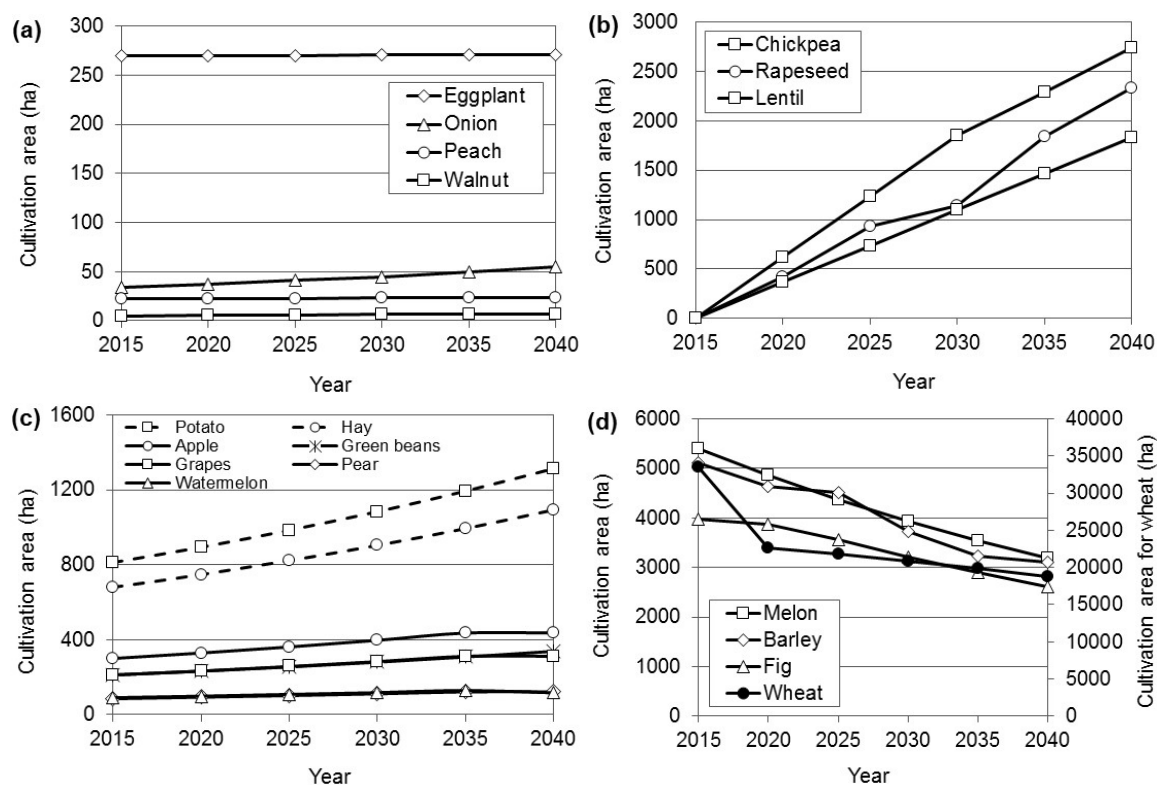 (a)
Cultivation area (ha)
300
250
200
150
100
50
0
Eggplant
Onion
Peach
Walnut
2015 2020 2025 2030 2035 2040
Year
(b)
Cultivation area (ha)
3000
2500
2000
1500
1000
500
0
Chickpea
Rapeseed
Lentil
2015 2020 2025 2030 2035 2040
Year
(c)
Cultivation area (ha)
1600
1200
800
400
0
Potato Hay
Apple Green beans
Grapes Pear
Watermelon
2015 2020 2025 2030 2035 2040
Year
(d)
Cultivation area (ha)
6000
5000
4000
3000
2000
1000
0
Melon
Barley
Fig
Wheat
40000
35000
30000
25000
20000
15000
10000
5000
0
Cultivation area for wheat (ha)
2015 2020 2025 2030 2035 2040
Year